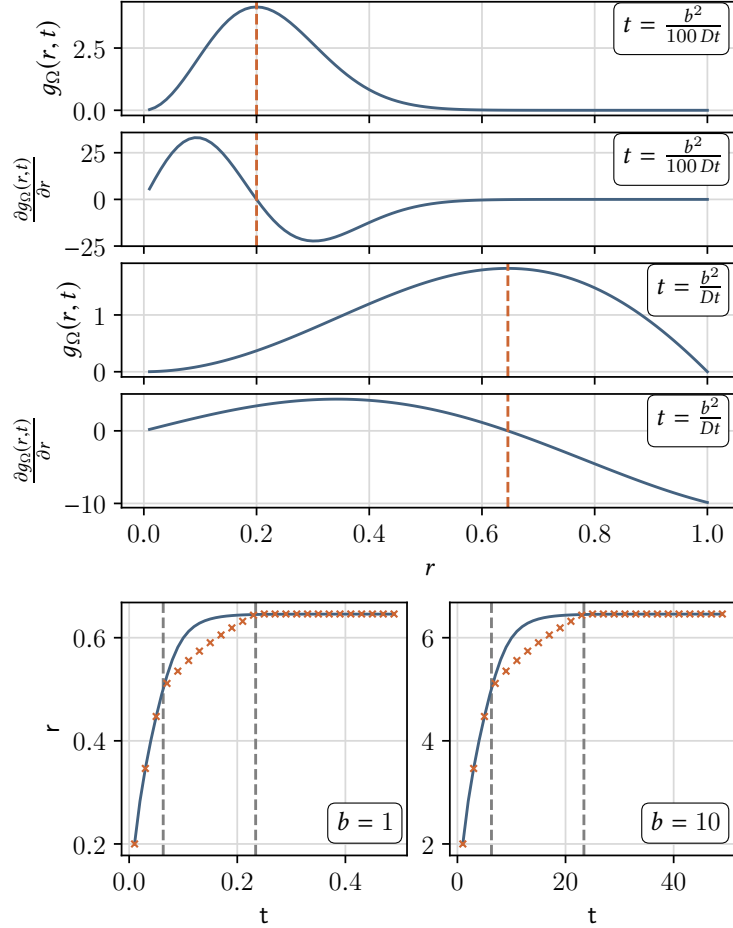 g_Ω(r, t)
2.5
0.0
t = b²/(100 Dt)
∂g_Ω(r,t)/∂r
25
0
−25
t = b²/(100 Dt)
g_Ω(r, t)
1
0
t = b²/(Dt)
∂g_Ω(r,t)/∂r
0
−10
t = b²/(Dt)
0.0 0.2 0.4 0.6 0.8 1.0
r
r
0.6
0.4
0.2
b = 1
0.0 0.2 0.4
t
6
4
2
b = 10
0 20 40
t